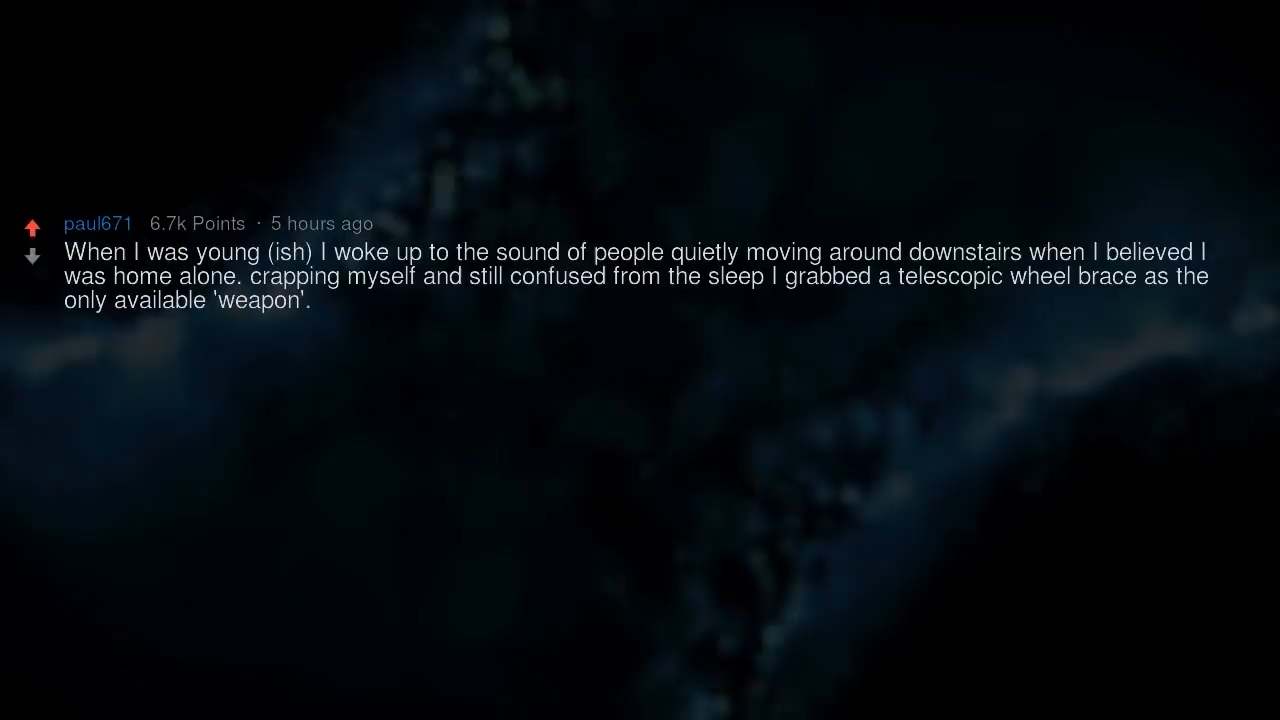 paul671 6.7k Points · 5 hours ago
When I was young (ish) I woke up to the sound of people quietly moving around downstairs when I believed I
was home alone. crapping myself and still confused from the sleep I grabbed a telescopic wheel brace as the
only available 'weapon'.